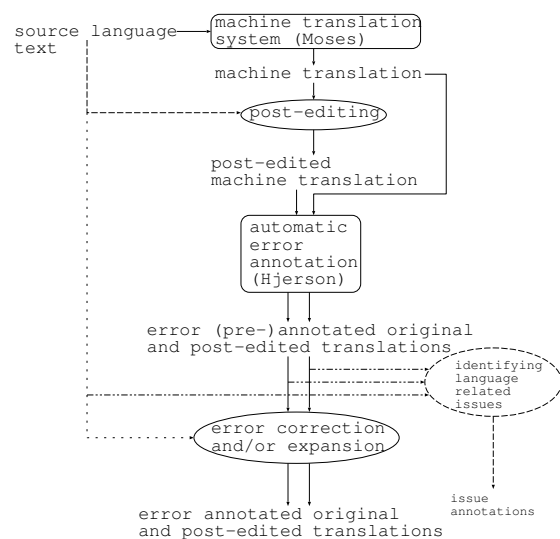 source language
text
machine translation
system (Moses)
machine translation
post-editing
post-edited
machine translation
automatic
error
annotation
(Hjerson)
error (pre-)annotated original
and post-edited translations
identifying
language
related
issues
error correction
and/or expansion
issue
annotations
error annotated original
and post-edited translations